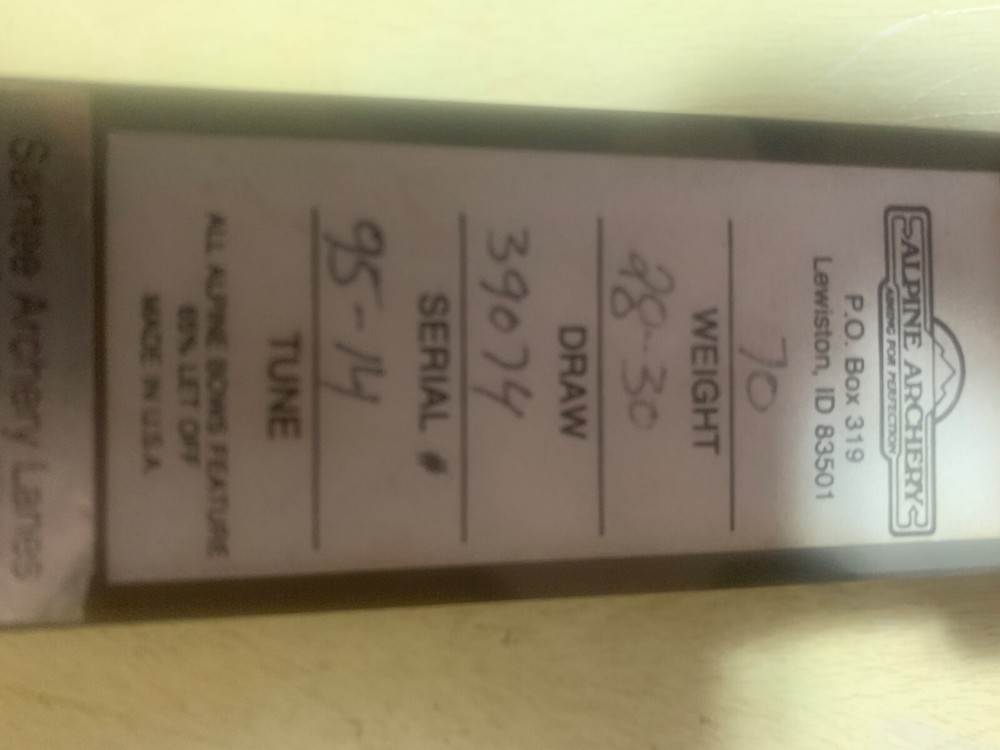 ALPINE ARCHERY
AIMING FOR PERFECTION
P.O. Box 319
Lewiston, ID 83501
70
WEIGHT
28-30
DRAW
39074
SERIAL #
95-14
TUNE
ALL ALPINE BOWS FEATURE
65% LET OFF
MADE IN U.S.A.
Santee Archery Lanes